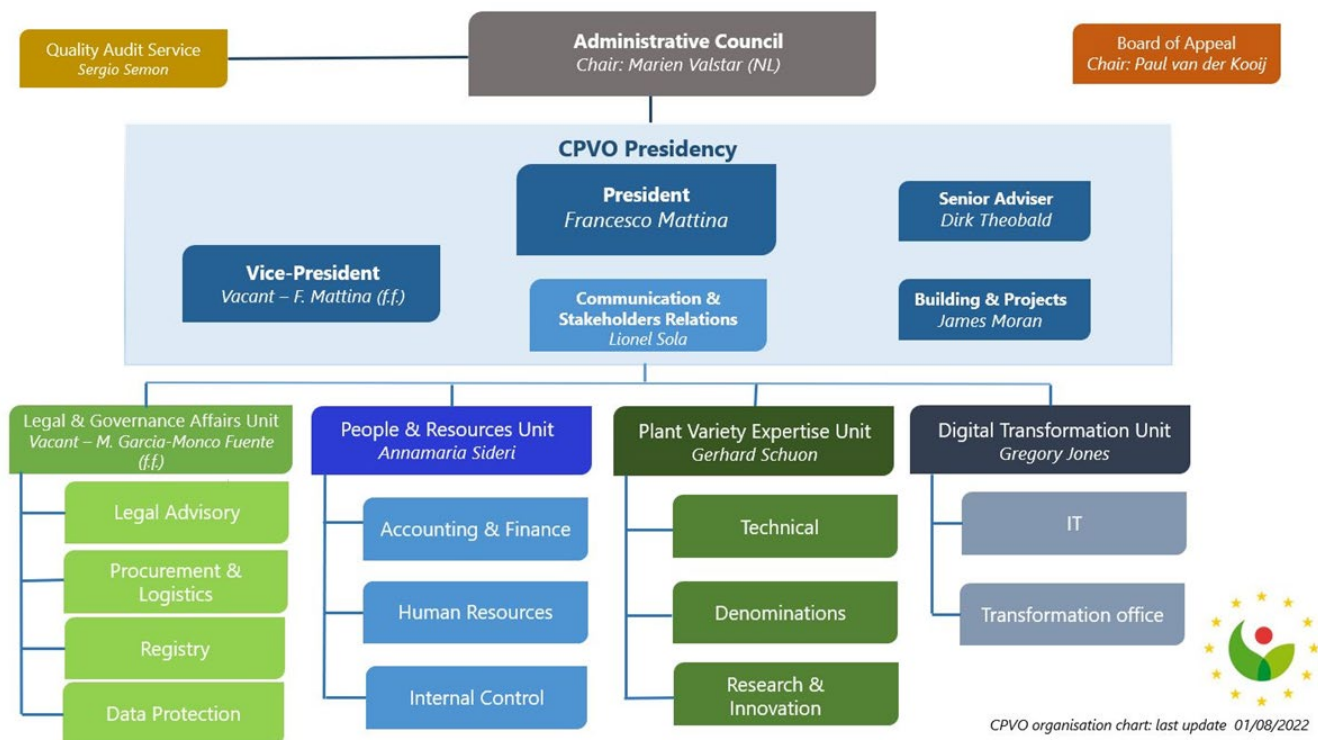 Quality Audit Service
Sergio Semon
Administrative Council
Chair: Marien Valstar (NL)
Board of Appeal
Chair: Paul van der Kooij
CPVO Presidency
President
Francesco Mattina
Senior Adviser
Dirk Theobald
Vice-President
Vacant – F. Mattina (f.f.)
Communication &
Stakeholders Relations
Lionel Sola
Building & Projects
James Moran
Legal & Governance Affairs Unit
Vacant – M. Garcia-Monco Fuente
(f.f.)
Legal Advisory
Procurement &
Logistics
Registry
Data Protection
People & Resources Unit
Annamaria Sideri
Accounting & Finance
Human Resources
Internal Control
Plant Variety Expertise Unit
Gerhard Schuon
Technical
Denominations
Research &
Innovation
Digital Transformation Unit
Gregory Jones
IT
Transformation office
CPVO organisation chart: last update 01/08/2022